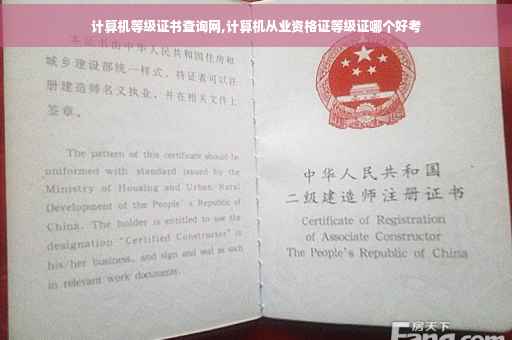 计算机等级证书查询网,计算机从业资格证等级证哪个好考
本证书由中华人民共和国住房和
城乡建设部统一样式，持证表可以在
册建造师名义执业，并在相关文件上
签章。
The pattern of this certificate should be
uniformed with standard issued by the
Ministry of Housing and Urban Rural
Development of the People's Republic of
China. The holder is entitled to use the
designation "Certified Constructor" in
his/her business, and sign and seal as such
in relevant work documents.
中华人民共和国
二级建造师注册证书
Certificate of Registration
of Associate Constructor
The People's Republic of China
房天下
Fang.com